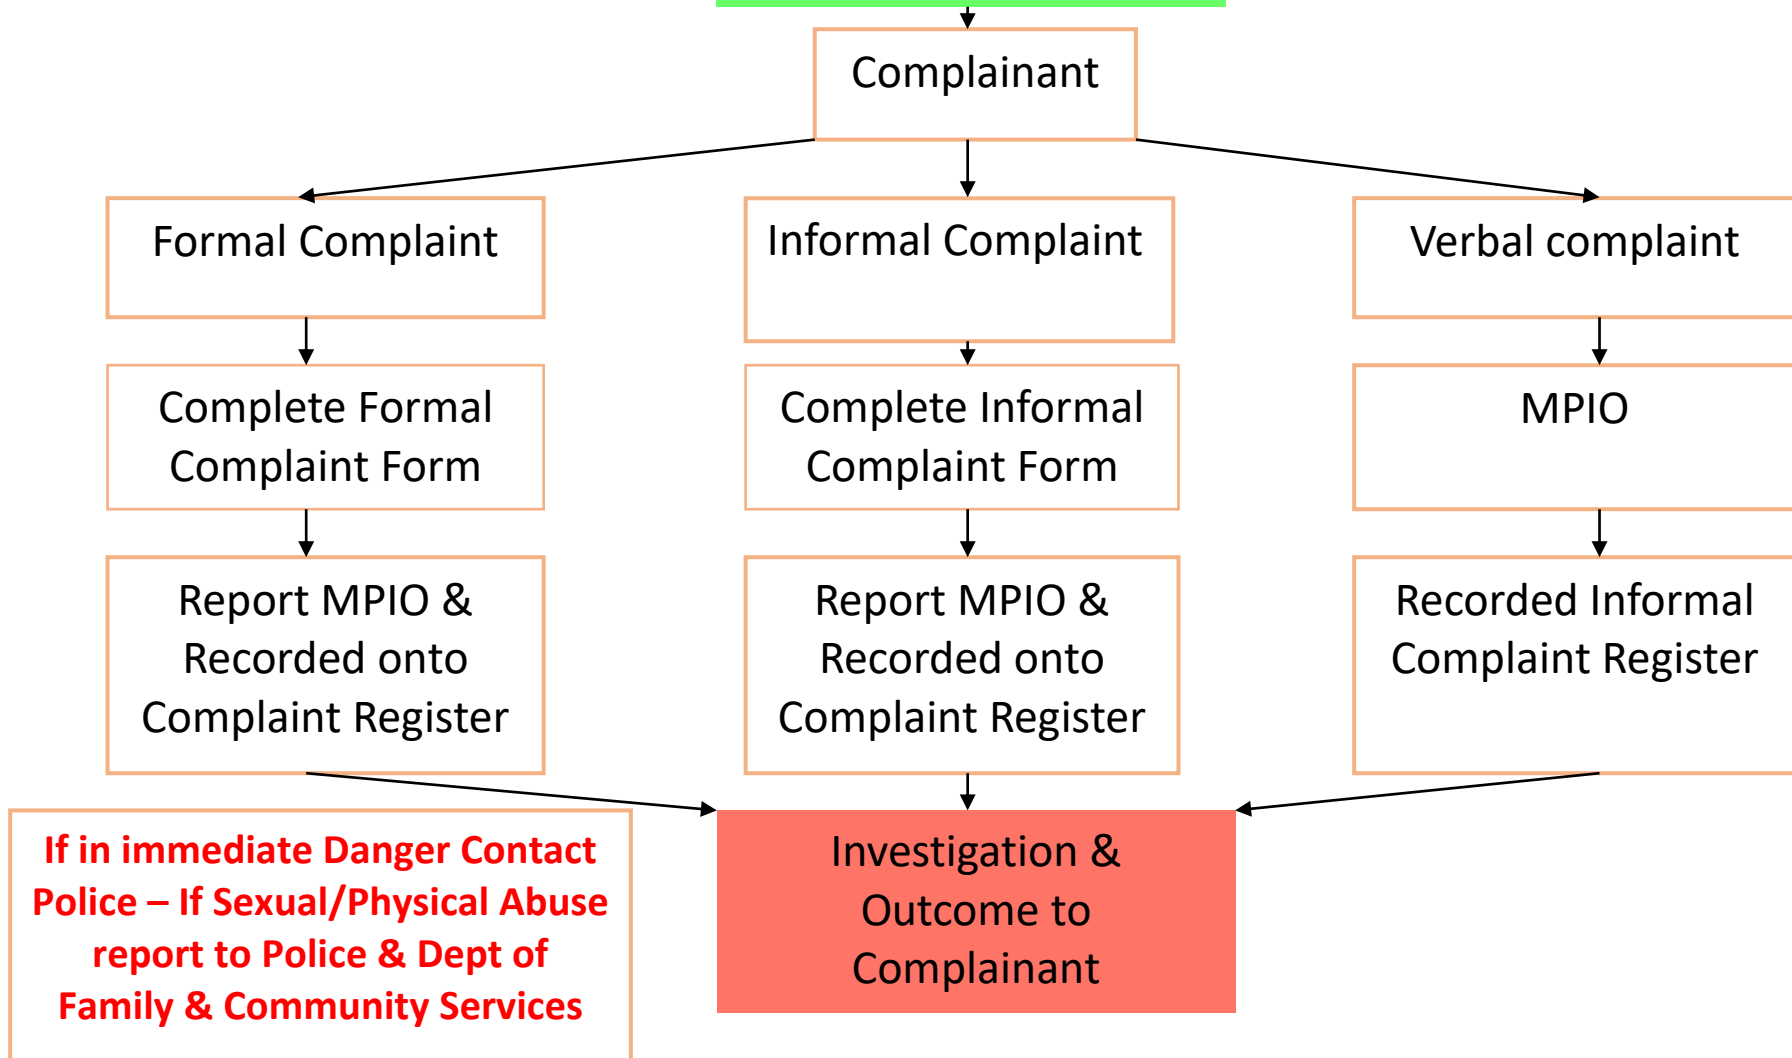 Complainant
Formal Complaint
Informal Complaint
Verbal complaint
Complete Formal
Complaint Form
Complete Informal
Complaint Form
MPIO
Report MPIO &
Recorded onto
Complaint Register
Report MPIO &
Recorded onto
Complaint Register
Recorded Informal
Complaint Register
If in immediate Danger Contact
Police – If Sexual/Physical Abuse
report to Police & Dept of
Family & Community Services
Investigation &
Outcome to
Complainant